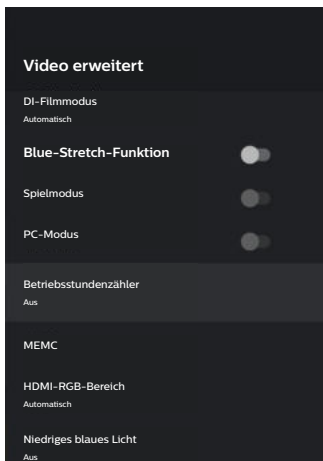 Video erweitert
DI-Filmmodus
Automatisch
Blue-Stretch-Funktion
Spielmodus
PC-Modus
Betriebsstundenzähler
Aus
MEMC
HDMI-RGB-Bereich
Automatisch
Niedriges blaues Licht
Aus